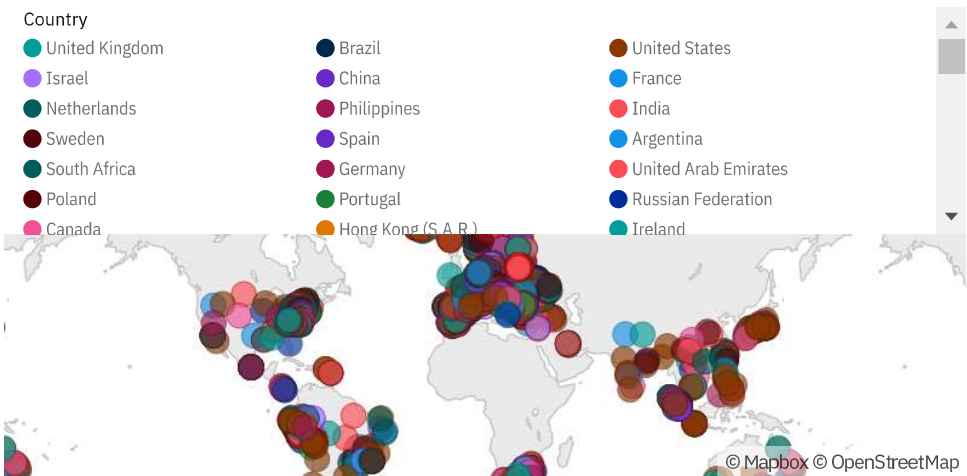 Country
United Kingdom Brazil United States
Israel China France
Netherlands Philippines India
Sweden Spain Argentina
South Africa Germany United Arab Emirates
Poland Portugal Russian Federation
Canada Hong Kong (S.A.R.) Ireland
© Mapbox © OpenStreetMap